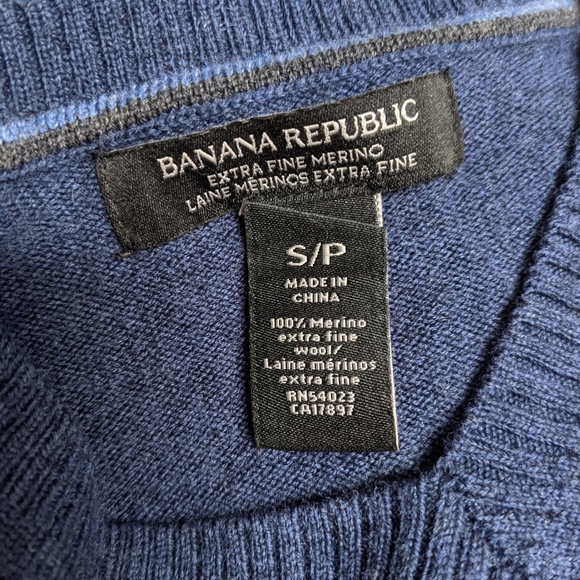 BANANA REPUBLIC
EXTRA FINE MERINO
LAINE MÉRINOS EXTRA FINE
S/P
MADE IN
CHINA
100% Merino
extra fine
wool/
Laine mérinos
extra fine
RN54023
CA17897